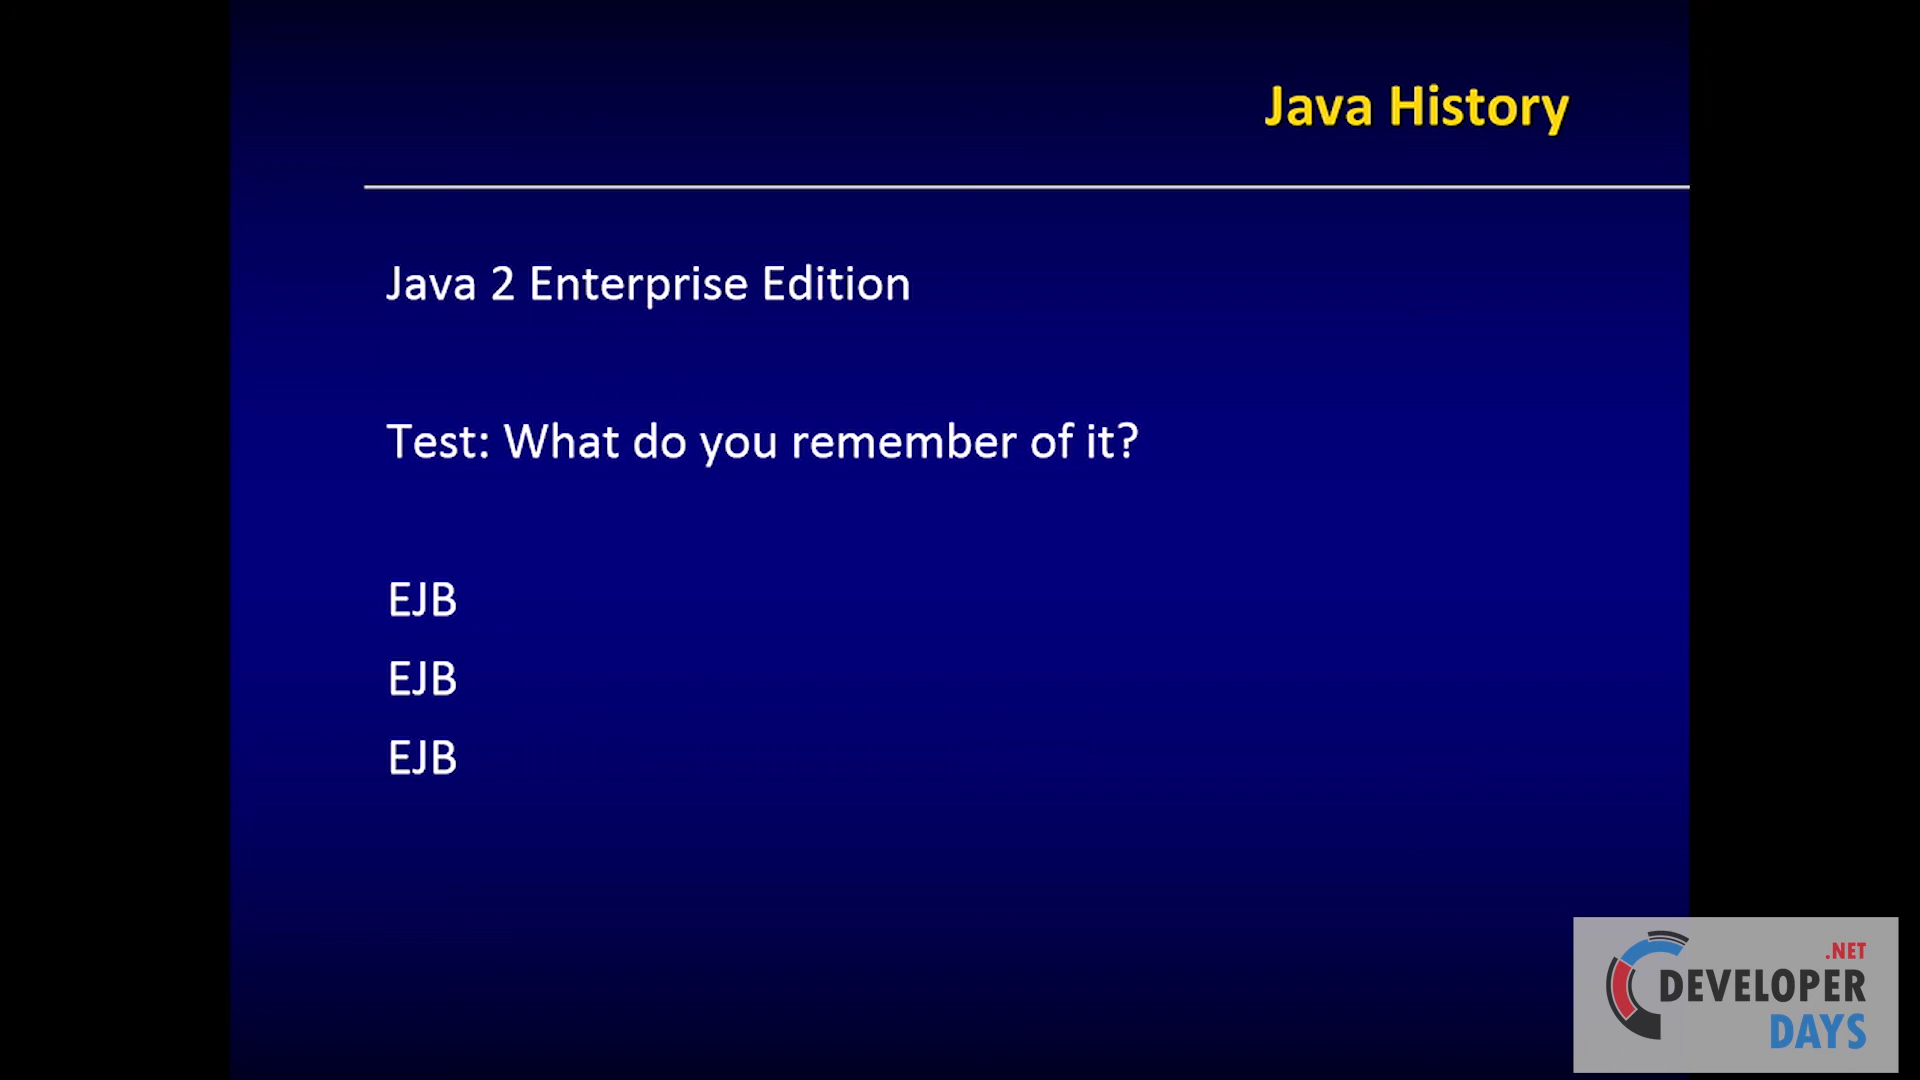 Java History
Java 2 Enterprise Edition
Test: What do you remember of it?
EJB
EJB
EJB
.NET
DEVELOPER
DAYS